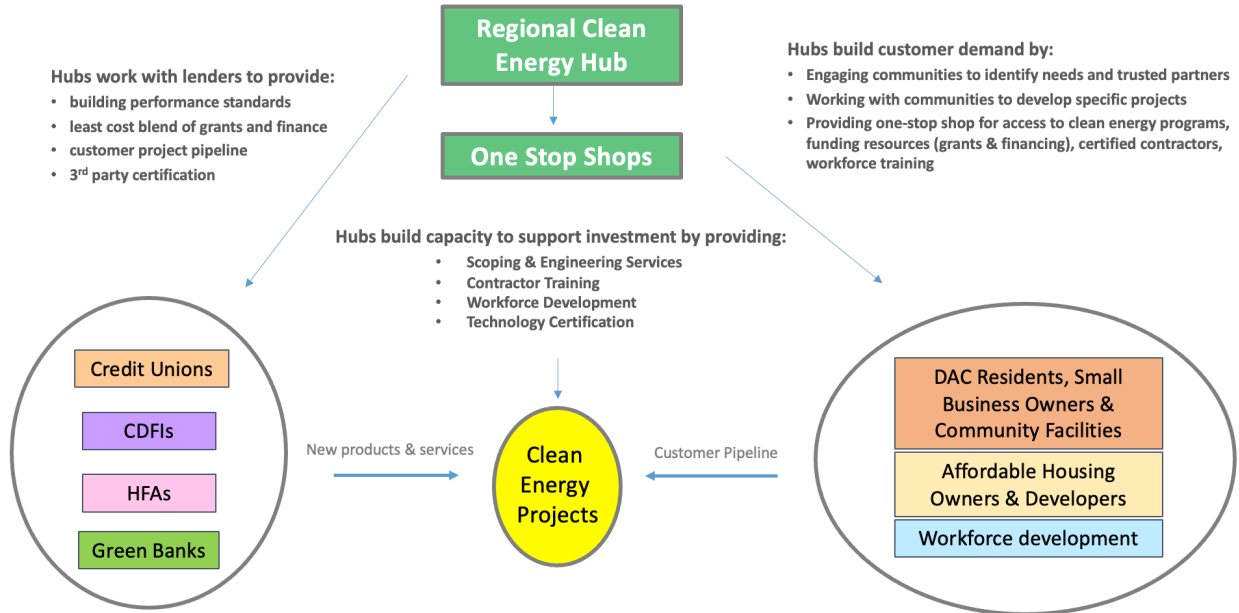 Regional Clean
Energy Hub
One Stop Shops
Hubs work with lenders to provide:
• building performance standards
• least cost blend of grants and finance
• customer project pipeline
• 3rd party certification
Hubs build customer demand by:
• Engaging communities to identify needs and trusted partners
• Working with communities to develop specific projects
• Providing one-stop shop for access to clean energy programs,
funding resources (grants & financing), certified contractors,
workforce training
Hubs build capacity to support investment by providing:
• Scoping & Engineering Services
• Contractor Training
• Workforce Development
• Technology Certification
Credit Unions
CDFIs
HFAs
Green Banks
New products & services
Clean
Energy
Projects
Customer Pipeline
DAC Residents, Small
Business Owners &
Community Facilities
Affordable Housing
Owners & Developers
Workforce development